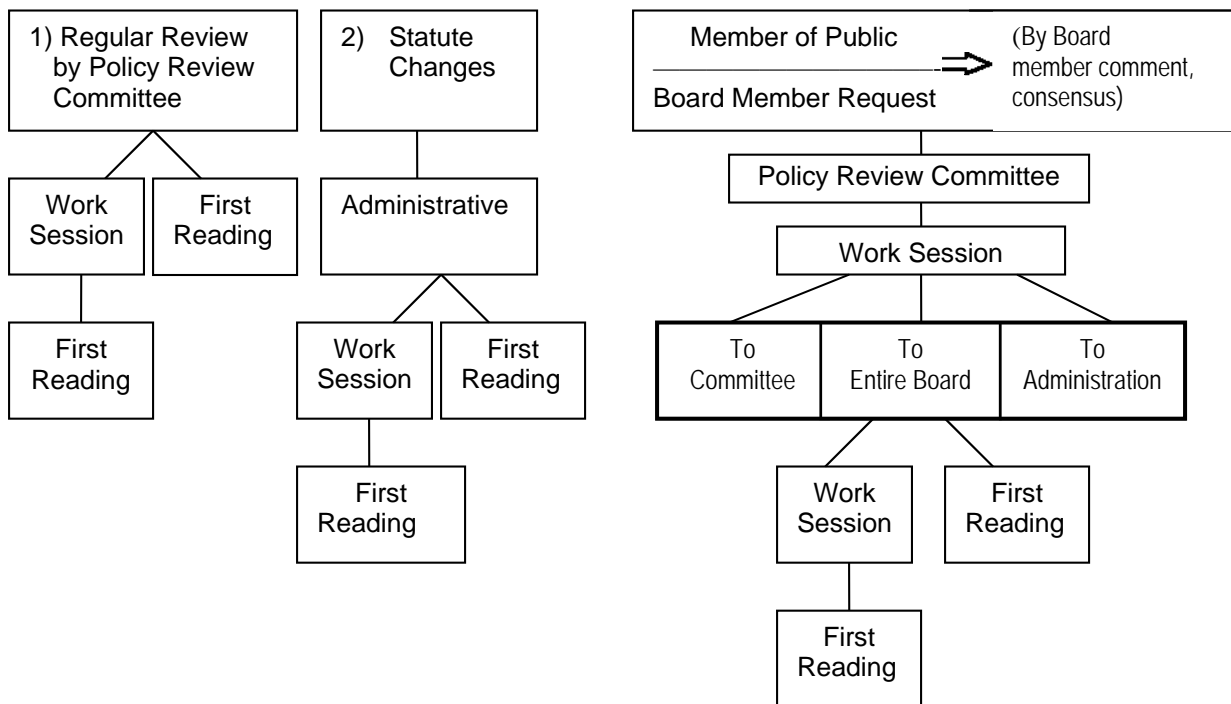 1) Regular Review
by Policy Review
Committee
Work
Session
First
Reading
First
Reading
2) Statute
Changes
Administrative
Work
Session
First
Reading
First
Reading
Member of Public
Board Member Request
(By Board
member comment,
consensus)
Policy Review Committee
Work Session
To
Committee
To
Entire Board
To
Administration
Work
Session
First
Reading
First
Reading